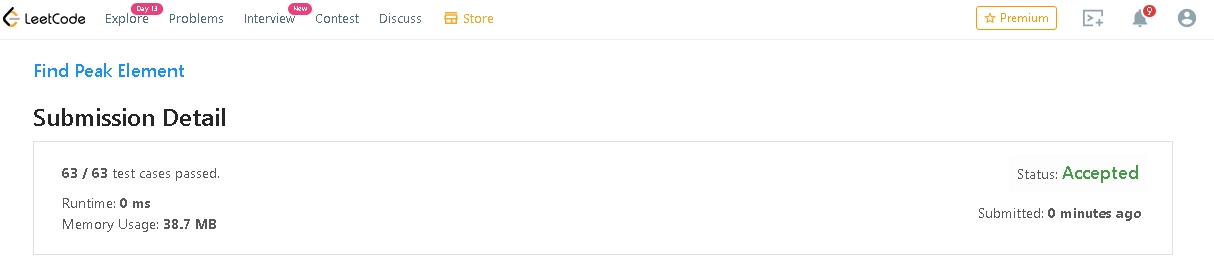 LeetCode Explore Day 13 Problems Interview New Contest Discuss Store Premium 9
Find Peak Element
Submission Detail
63 / 63 test cases passed.
Status: Accepted
Runtime: 0 ms
Submitted: 0 minutes ago
Memory Usage: 38.7 MB